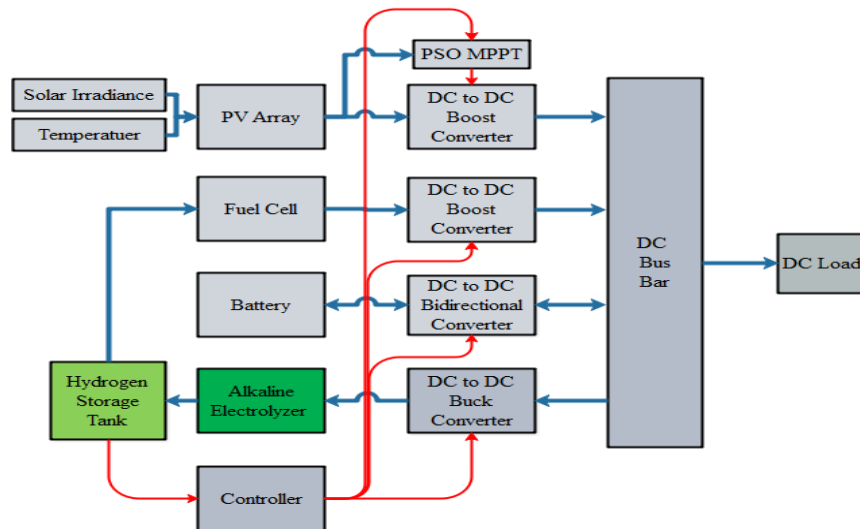 PSO MPPT
Solar Irradiance
Temperatuer
PV Array
DC to DC
Boost
Converter
Fuel Cell
DC to DC
Boost
Converter
DC
Bus
Bar
DC Load
Battery
DC to DC
Bidirectional
Converter
Hydrogen
Storage
Tank
Alkaline
Electrolyzer
DC to DC
Buck
Converter
Controller